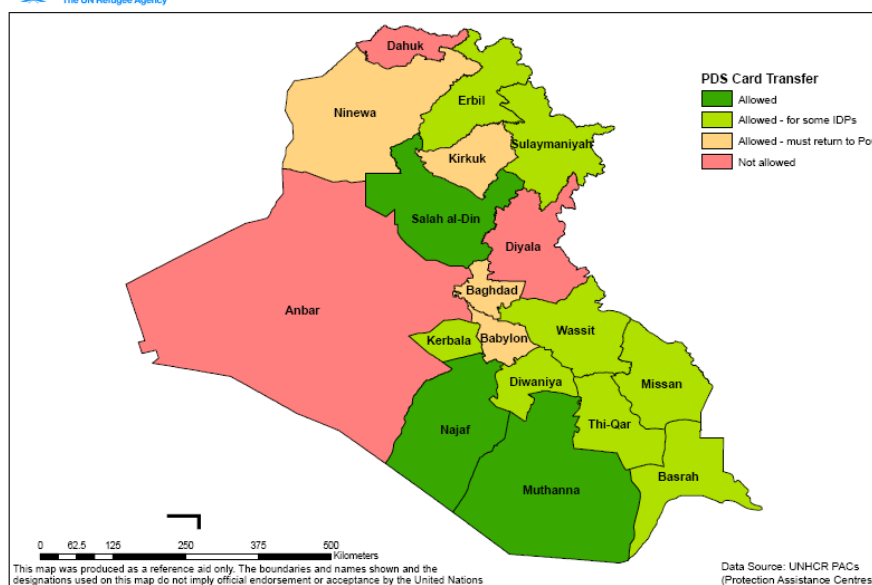 The UN Refugee Agency
Dahuk
PDS Card Transfer
Allowed
Allowed - for some IDPs
Allowed - must return to Po
Not allowed
Ninewa
Erbil
Sulaymaniyah
Kirkuk
Salah al-Din
Diyala
Baghdad
Anbar
Wassit
Kerbala
Babylon
Diwaniya
Missan
Thi-Qar
Najaf
Basrah
Muthanna
0 62.5 125 250 375 500
Kilometers
This map was produced as a reference aid only. The boundaries and names shown and the
designations used on this map do not imply official endorsement or acceptance by the United Nations
Data Source: UNHCR PACs
(Protection Assistance Centres